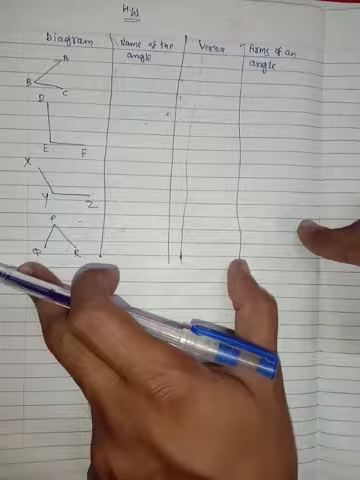 HW
Diagram Name of the angle Vertex Arms of an angle
A
B C
D
E F
X
Y Z
P
Q R